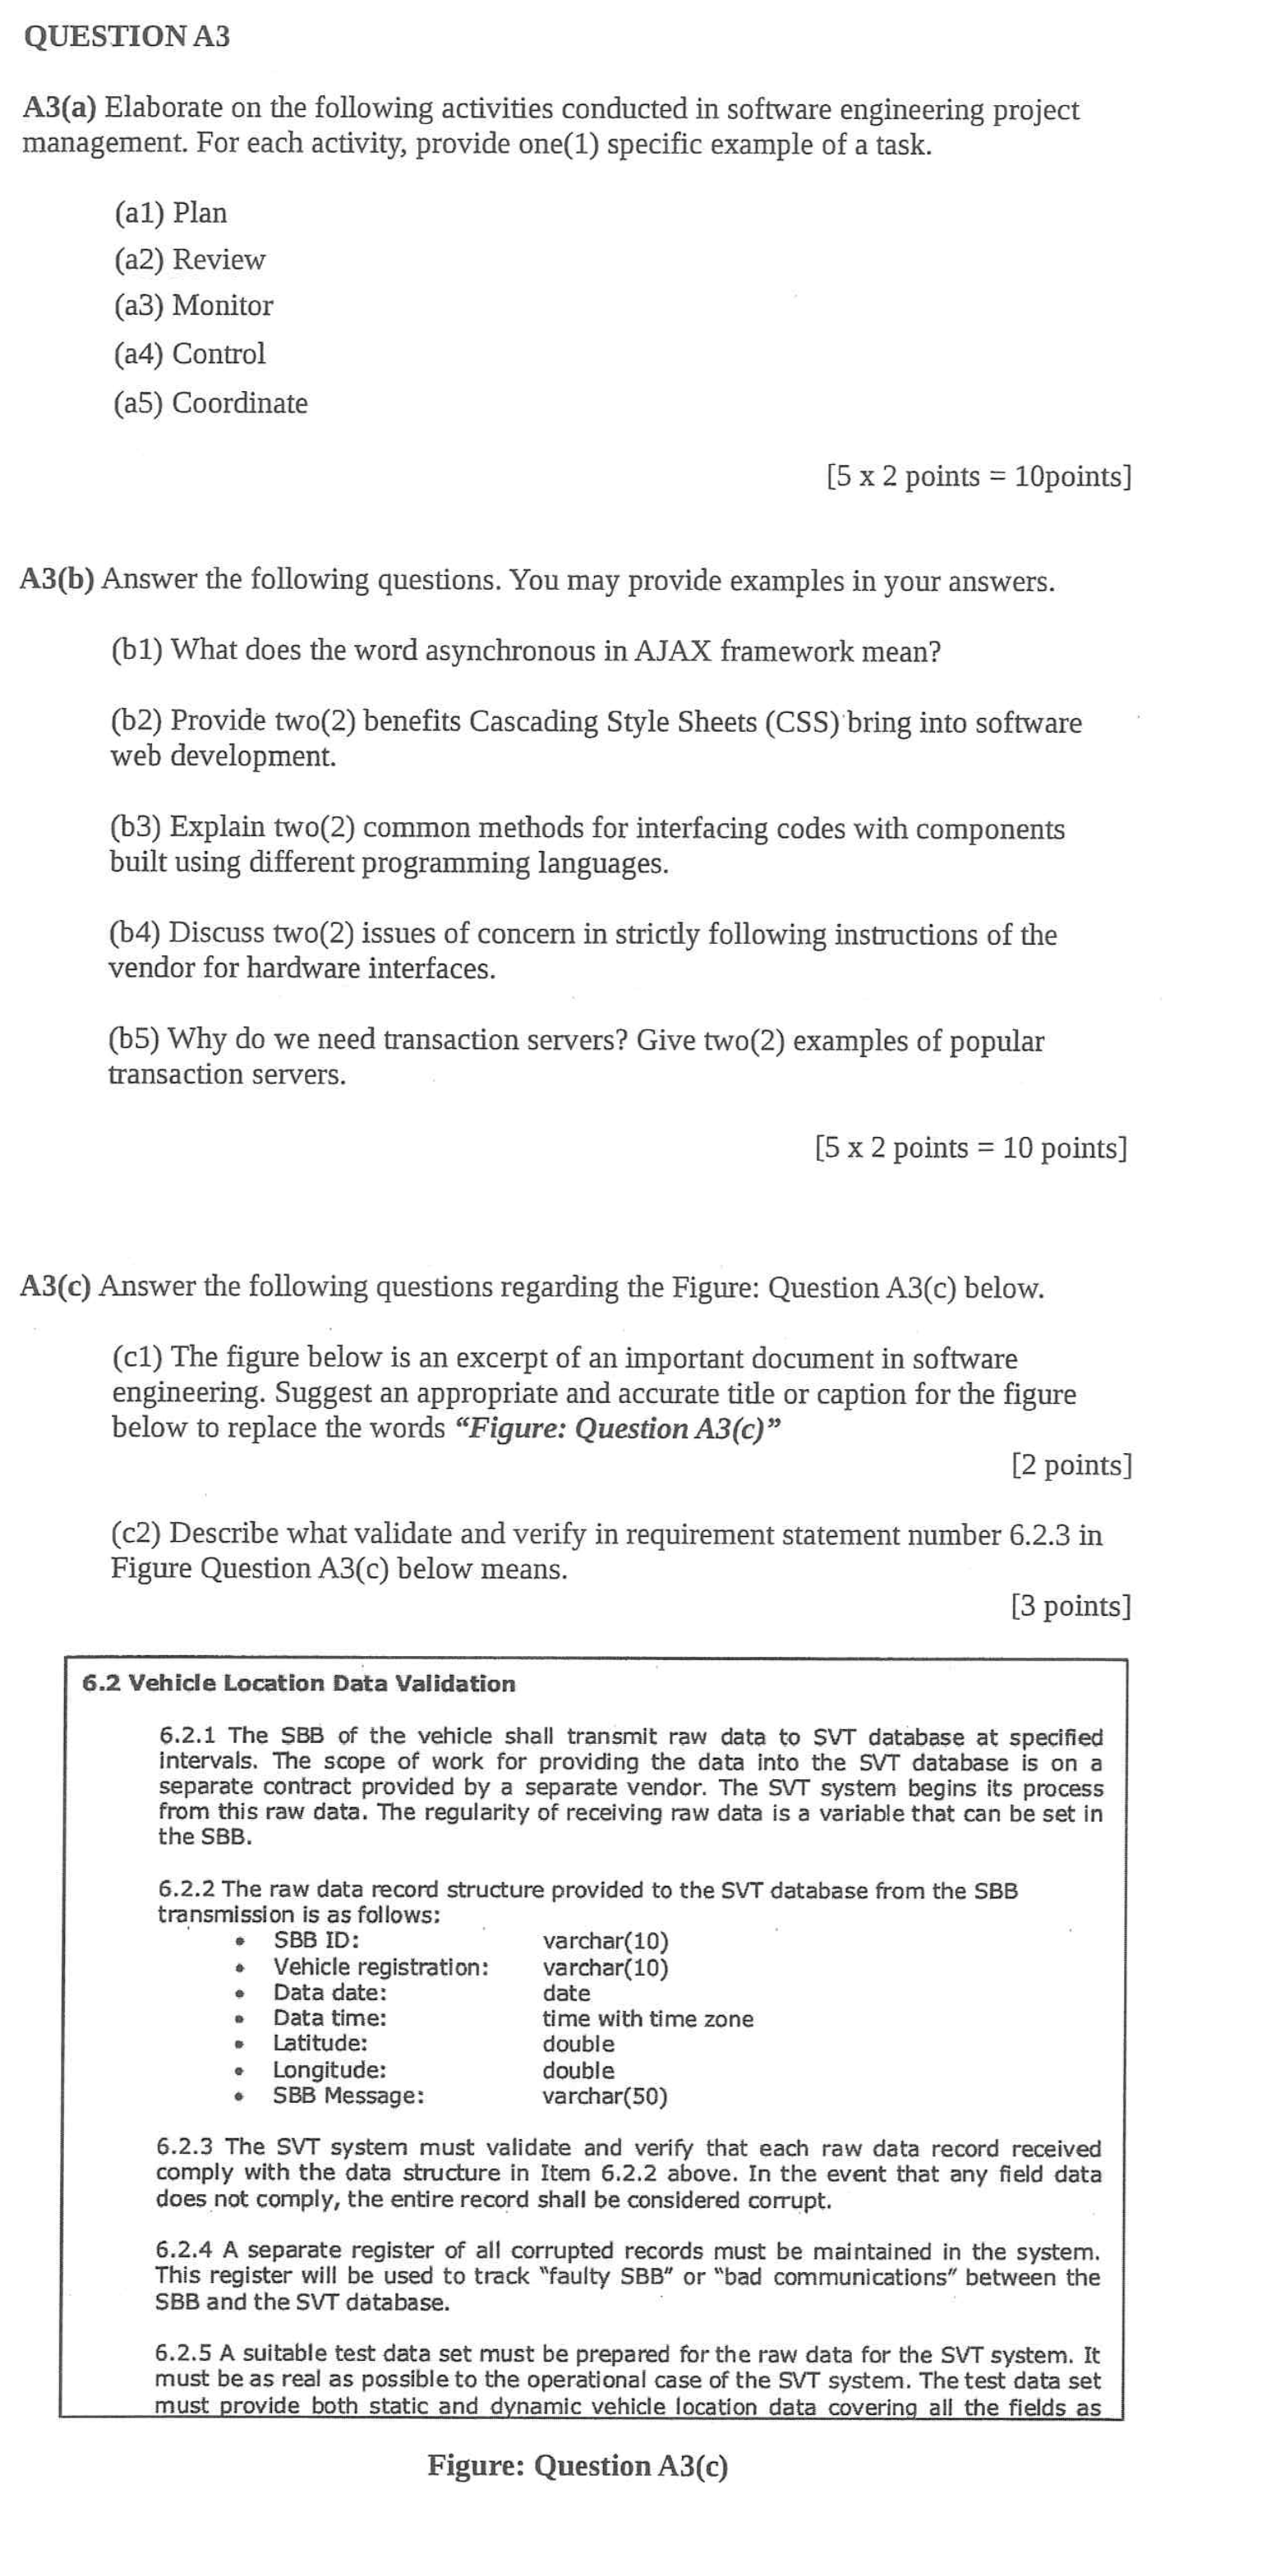 QUESTION A3
A3(a) Elaborate on the following activities conducted in software engineering project
management. For each activity, provide one(1) specific example of a task.
(a1) Plan
(a2) Review
(a3) Monitor
(a4) Control
(a5) Coordinate
[5 x 2 points = 10points]
A3(b) Answer the following questions. You may provide examples in your answers.
(b1) What does the word asynchronous in AJAX framework mean?
(b2) Provide two(2) benefits Cascading Style Sheets (CSS) bring into software
web development.
(b3) Explain two(2) common methods for interfacing codes with components
built using different programming languages.
(b4) Discuss two(2) issues of concern in strictly following instructions of the
vendor for hardware interfaces.
(b5) Why do we need transaction servers? Give two(2) examples of popular
transaction servers.
[5 x 2 points = 10 points]
A3(c) Answer the following questions regarding the Figure: Question A3(c) below.
(c1) The figure below is an excerpt of an important document in software
engineering. Suggest an appropriate and accurate title or caption for the figure
below to replace the words “Figure: Question A3(c)”
[2 points]
(c2) Describe what validate and verify in requirement statement number 6.2.3 in
Figure Question A3(c) below means.
[3 points]
6.2 Vehicle Location Data Validation
6.2.1 The SBB of the vehicle shall transmit raw data to SVT database at specified
intervals. The scope of work for providing the data into the SVT database is on a
separate contract provided by a separate vendor. The SVT system begins its process
from this raw data. The regularity of receiving raw data is a variable that can be set in
the SBB.
6.2.2 The raw data record structure provided to the SVT database from the SBB
transmission is as follows:
• SBB ID: varchar(10)
• Vehicle registration: varchar(10)
• Data date: date
• Data time: time with time zone
• Latitude: double
• Longitude: double
• SBB Message: varchar(50)
6.2.3 The SVT system must validate and verify that each raw data record received
comply with the data structure in Item 6.2.2 above. In the event that any field data
does not comply, the entire record shall be considered corrupt.
6.2.4 A separate register of all corrupted records must be maintained in the system.
This register will be used to track “faulty SBB” or “bad communications” between the
SBB and the SVT database.
6.2.5 A suitable test data set must be prepared for the raw data for the SVT system. It
must be as real as possible to the operational case of the SVT system. The test data set
must provide both static and dynamic vehicle location data covering all the fields as
Figure: Question A3(c)